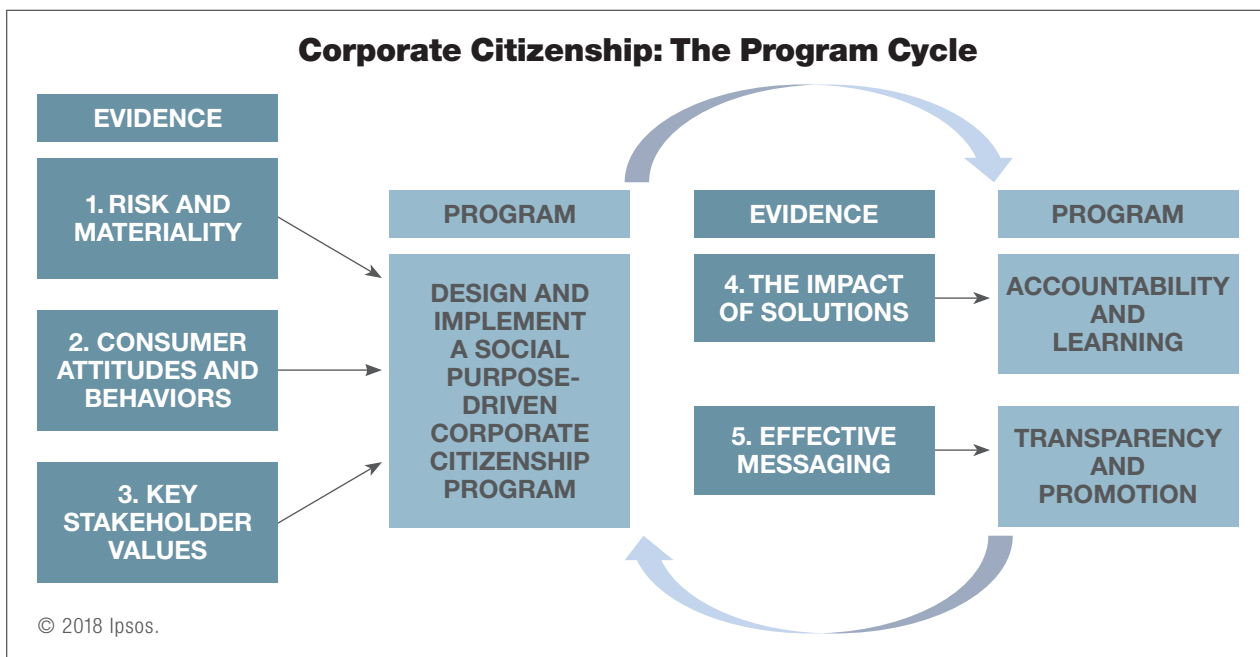 Corporate Citizenship: The Program Cycle
EVIDENCE
1. RISK AND
MATERIALITY
2. CONSUMER
ATTITUDES AND
BEHAVIORS
3. KEY
STAKEHOLDER
VALUES
PROGRAM
DESIGN AND
IMPLEMENT
A SOCIAL
PURPOSE-
DRIVEN
CORPORATE
CITIZENSHIP
PROGRAM
EVIDENCE
4. THE IMPACT
OF SOLUTIONS
5. EFFECTIVE
MESSAGING
PROGRAM
ACCOUNTABILITY
AND
LEARNING
TRANSPARENCY
AND
PROMOTION
© 2018 Ipsos.